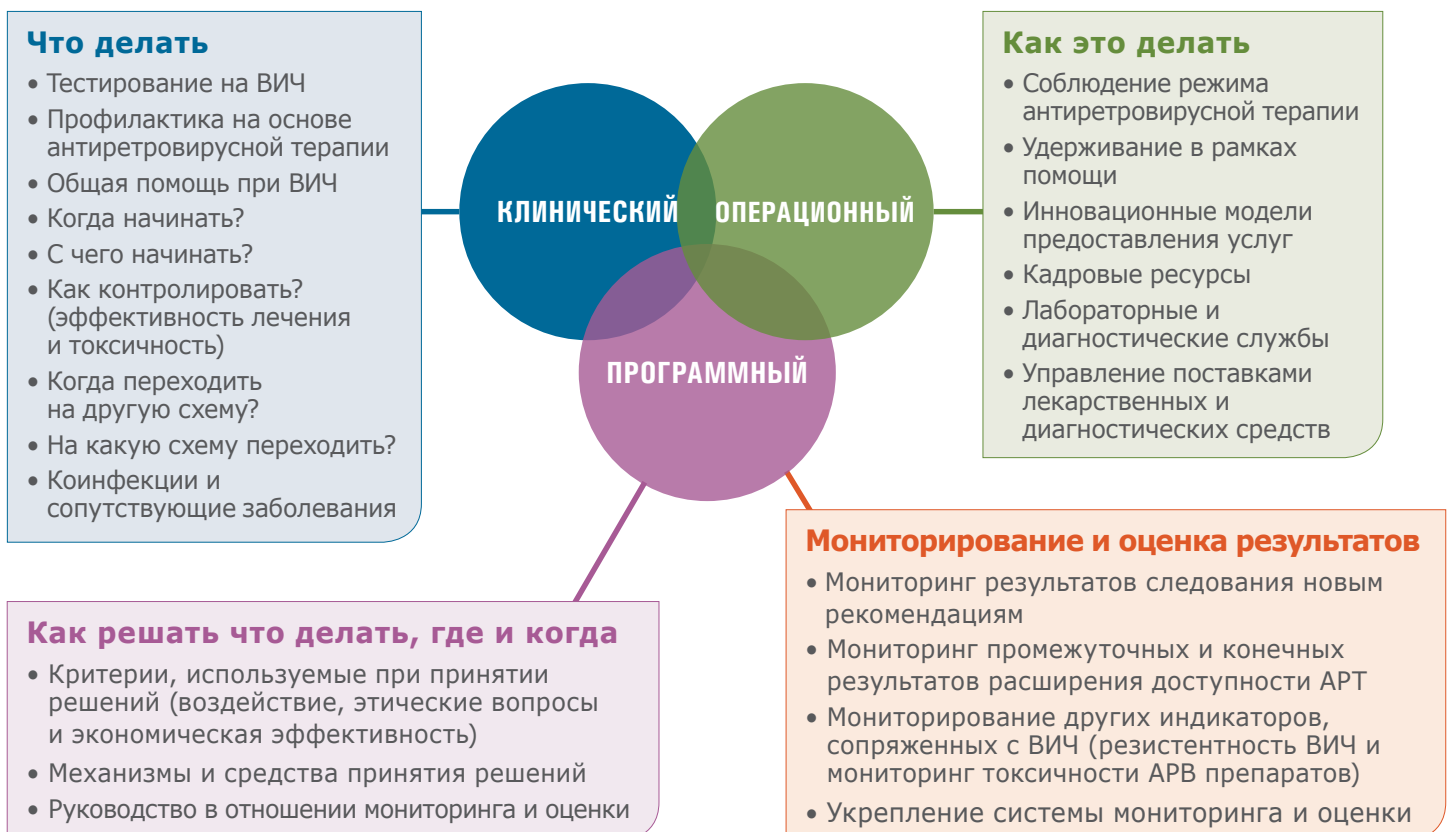 Что делать
• Тестирование на ВИЧ
• Профилактика на основе
антиретровирусной терапии
• Общая помощь при ВИЧ
• Когда начинать?
• С чего начинать?
• Как контролировать?
(эффективность лечения
и токсичность)
• Когда переходить
на другую схему?
• На какую схему переходить?
• Коинфекции и
сопутствующие заболевания
КЛИНИЧЕСКИЙ
ОПЕРАЦИОННЫЙ
ПРОГРАММНЫЙ
Как это делать
• Соблюдение режима
антиретровирусной терапии
• Удерживание в рамках
помощи
• Инновационные модели
предоставления услуг
• Кадровые ресурсы
• Лабораторные и
диагностические службы
• Управление поставками
лекарственных и
диагностических средств
Как решать что делать, где и когда
• Критерии, используемые при принятии
решений (воздействие, этические вопросы
и экономическая эффективность)
• Механизмы и средства принятия решений
• Руководство в отношении мониторинга и оценки
Мониторирование и оценка результатов
• Мониторинг результатов следования новым
рекомендациям
• Мониторинг промежуточных и конечных
результатов расширения доступности АРТ
• Мониторирование других индикаторов,
сопряженных с ВИЧ (резистентность ВИЧ и
мониторинг токсичности АРВ препаратов)
• Укрепление системы мониторинга и оценки